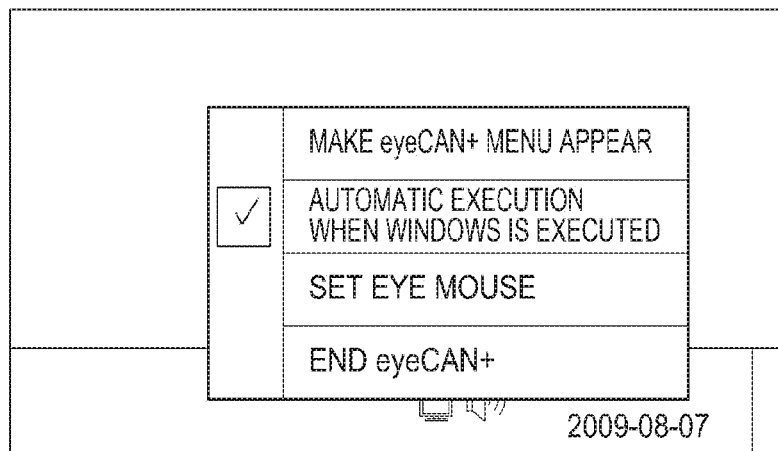 MAKE eyeCAN+ MENU APPEAR
AUTOMATIC EXECUTION
WHEN WINDOWS IS EXECUTED
SET EYE MOUSE
END eyeCAN+
2009-08-07